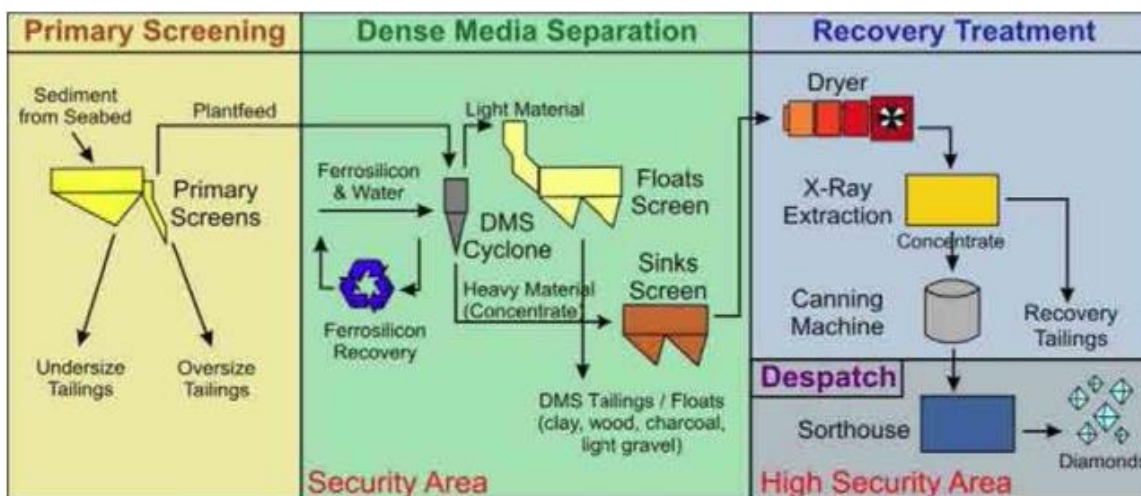 Primary Screening
Sediment
from Seabed
Plantfeed
Primary
Screens
Undersize
Tailings
Oversize
Tailings
Dense Media Separation
Light Material
Ferrosilicon
& Water
Floats
Screen
DMS
Cyclone
Sinks
Screen
Heavy Material
(Concentrate)
Ferrosilicon
Recovery
DMS Tailings / Floats
(clay, wood, charcoal,
light gravel)
Security Area
Recovery Treatment
Dryer
X-Ray
Extraction
Concentrate
Canning
Machine
Recovery
Tailings
Despatch
Sorthouse
Diamonds
High Security Area